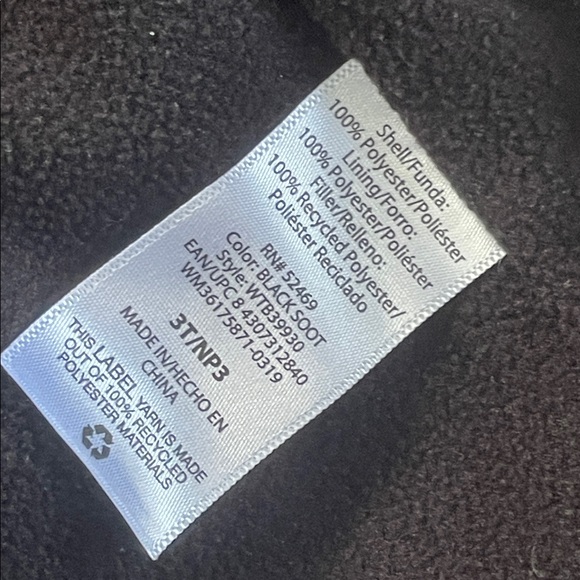 Shell/Funda:
100% Polyester/Poliéster
Lining/Forro:
100% Polyester/Poliéster
Filler/Relleno:
100% Recycled Polyester/
Poliéster Reciclado
RN# 52469
Color: BLACK SOOT
Style: WTB39930
EAN/UPC 8 4307312840
WM36175871-0319
3T/NP3
MADE IN/HECHO EN
CHINA
THIS LABEL YARN IS MADE
OUT OF 100% RECYCLED
POLYESTER MATERIALS